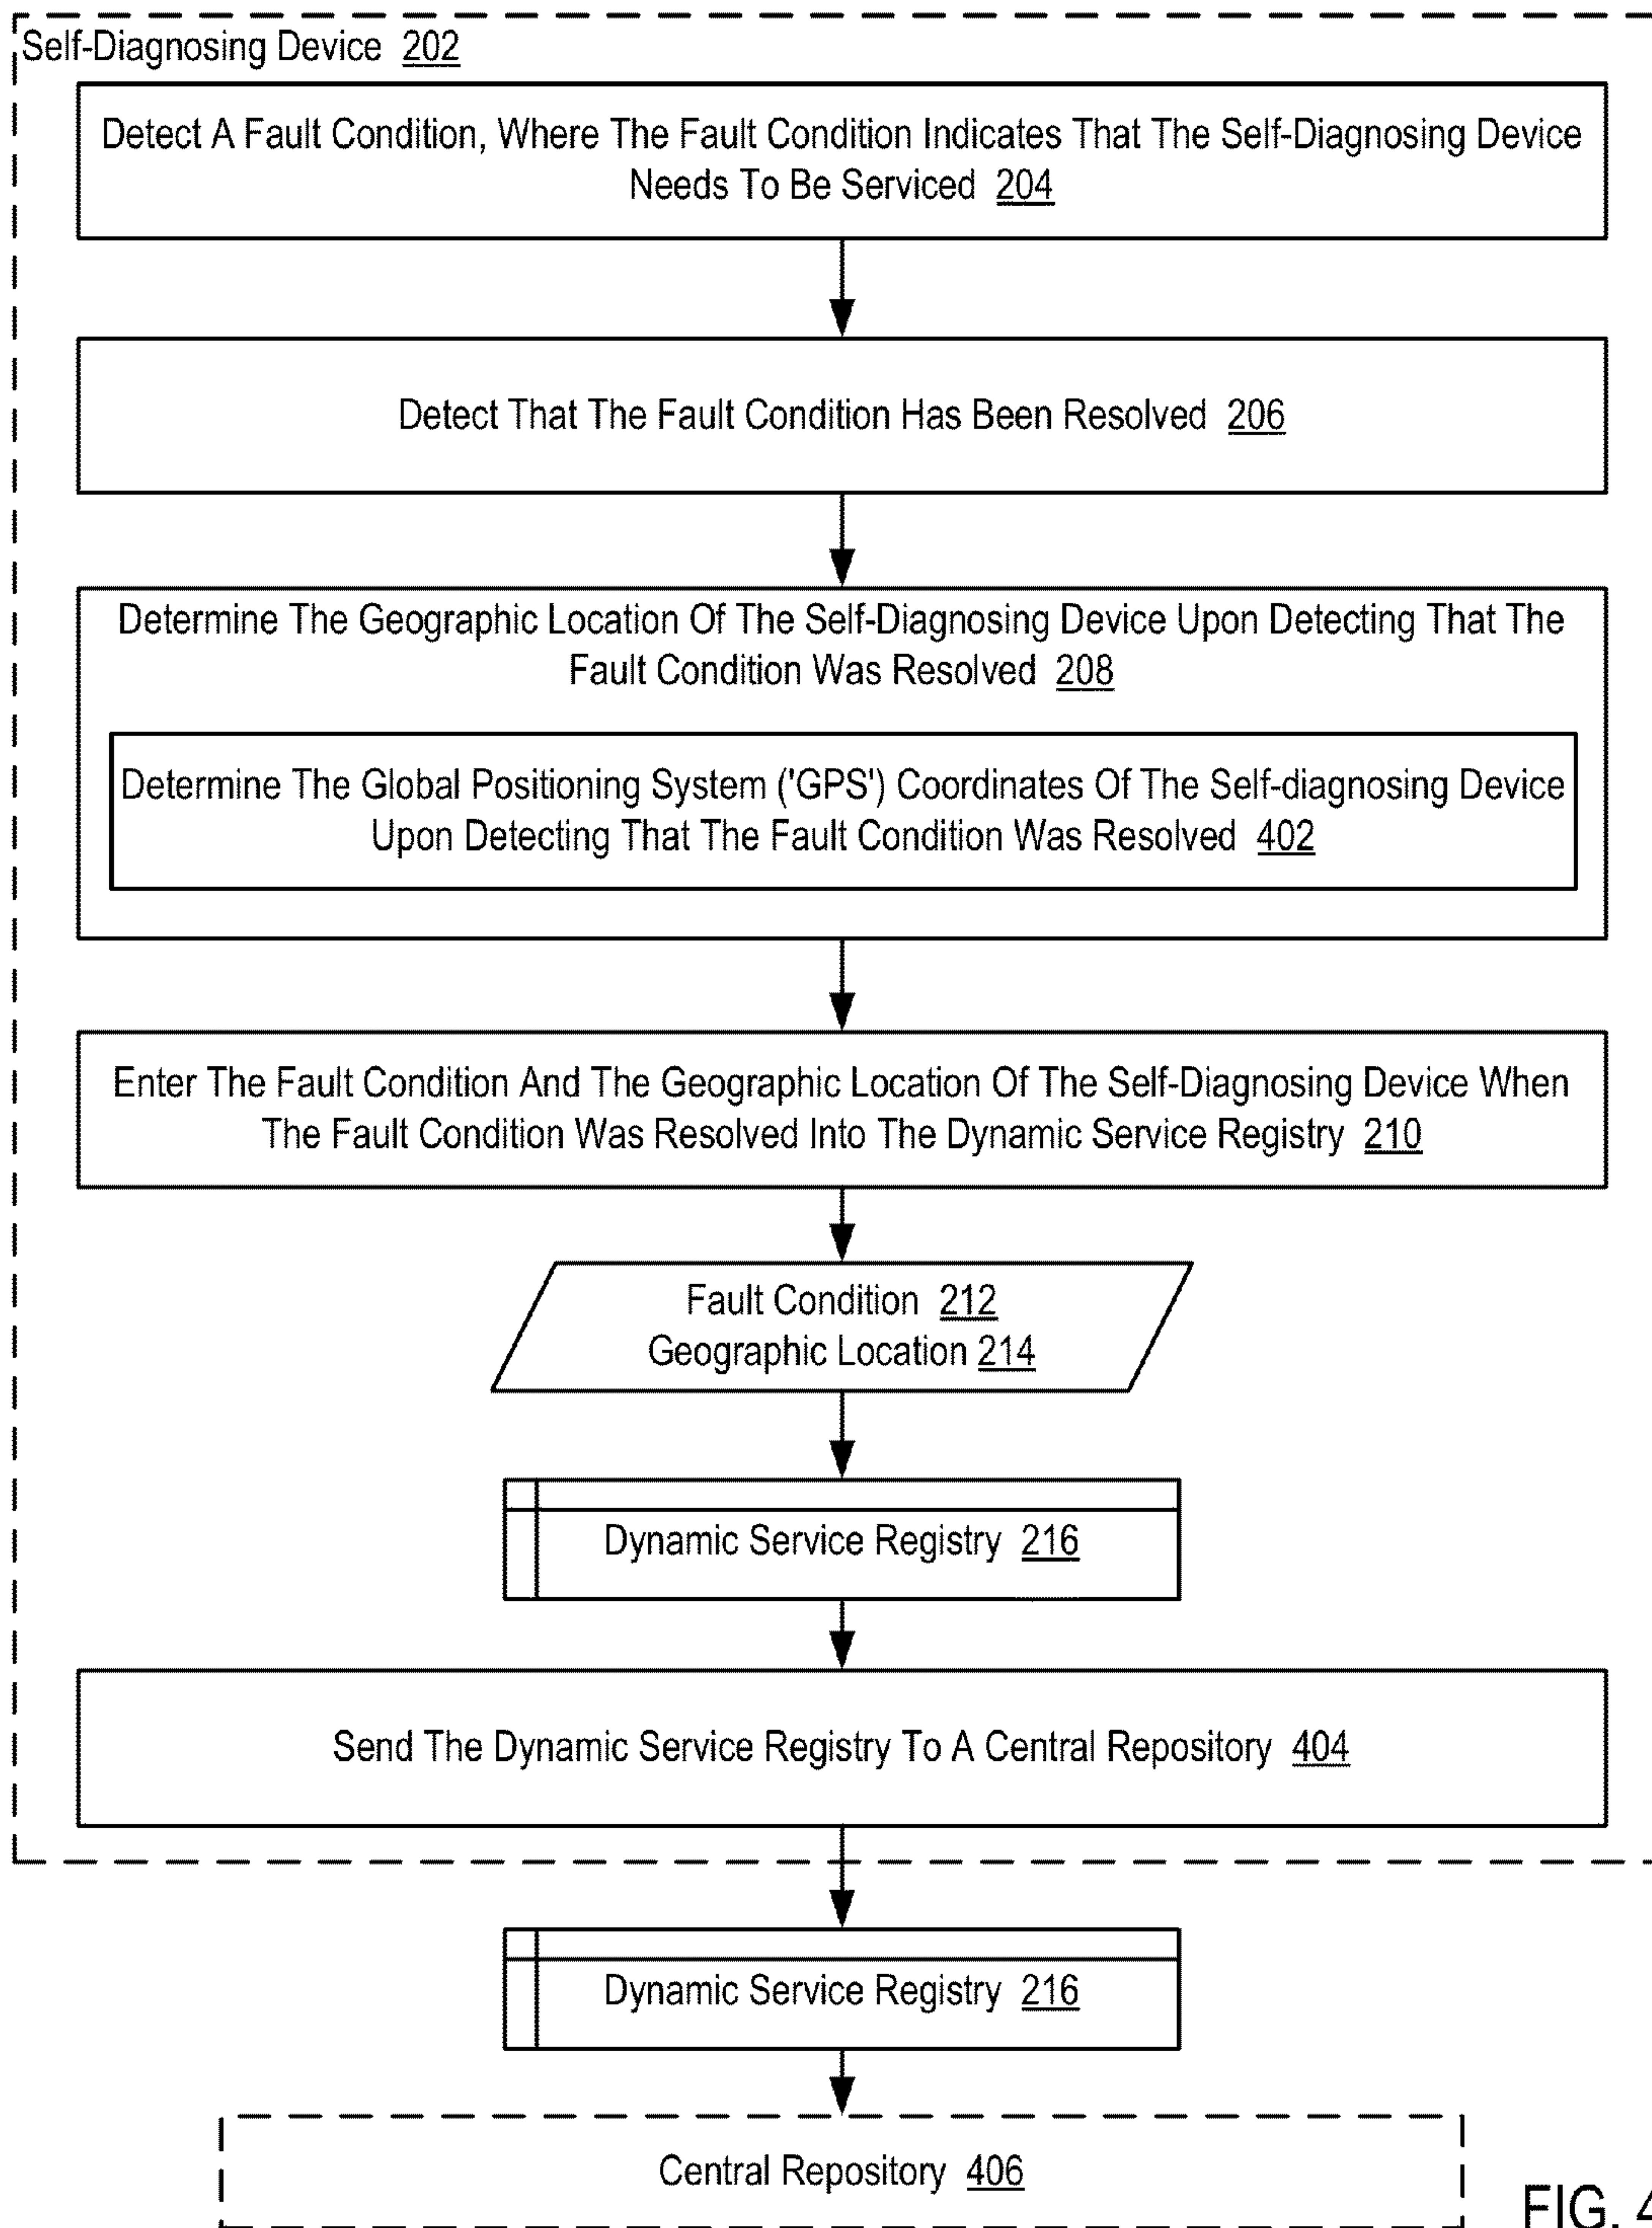 Self-Diagnosing Device 202
Detect A Fault Condition, Where The Fault Condition Indicates That The Self-Diagnosing Device
Needs To Be Serviced 204
Detect That The Fault Condition Has Been Resolved 206
Determine The Geographic Location Of The Self-Diagnosing Device Upon Detecting That The
Fault Condition Was Resolved 208
Determine The Global Positioning System ('GPS') Coordinates Of The Self-diagnosing Device
Upon Detecting That The Fault Condition Was Resolved 402
Enter The Fault Condition And The Geographic Location Of The Self-Diagnosing Device When
The Fault Condition Was Resolved Into The Dynamic Service Registry 210
Fault Condition 212
Geographic Location 214
Dynamic Service Registry 216
Send The Dynamic Service Registry To A Central Repository 404
Dynamic Service Registry 216
Central Repository 406
FIG. 4